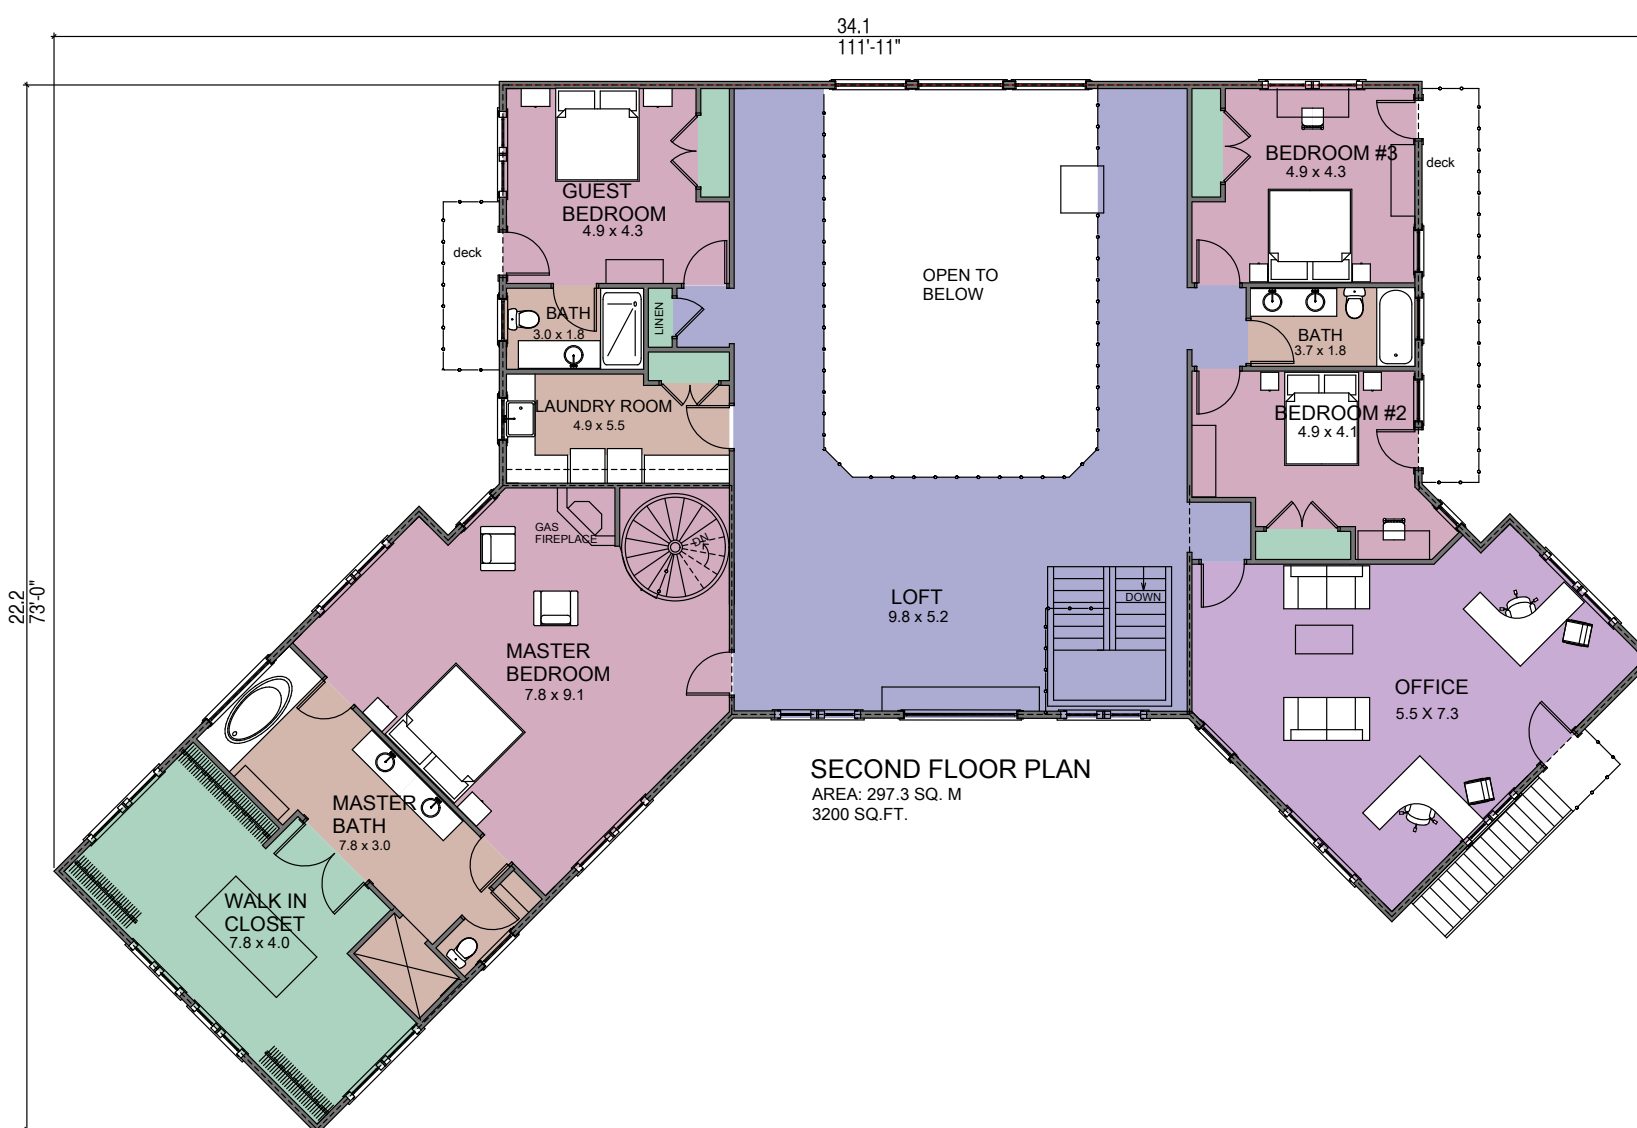 34.1
111'-11"
22.2
73'-0"
GUEST
BEDROOM
4.9 x 4.3
deck
BATH
3.0 x 1.8
LINEN
LAUNDRY ROOM
4.9 x 5.5
OPEN TO
BELOW
BEDROOM #3
4.9 x 4.3
deck
BATH
3.7 x 1.8
BEDROOM #2
4.9 x 4.1
GAS
FIREPLACE
DN
MASTER
BEDROOM
7.8 x 9.1
LOFT
9.8 x 5.2
DOWN
OFFICE
5.5 X 7.3
MASTER
BATH
7.8 x 3.0
WALK IN
CLOSET
7.8 x 4.0
SECOND FLOOR PLAN
AREA: 297.3 SQ. M
3200 SQ.FT.